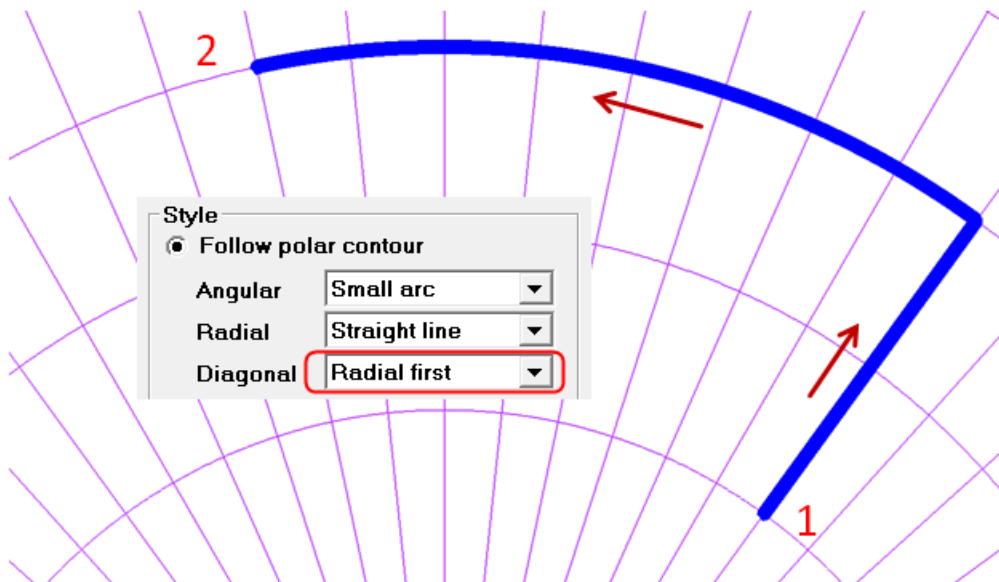 2
Style
Follow polar contour
Angular Small arc
Radial Straight line
Diagonal Radial first
1